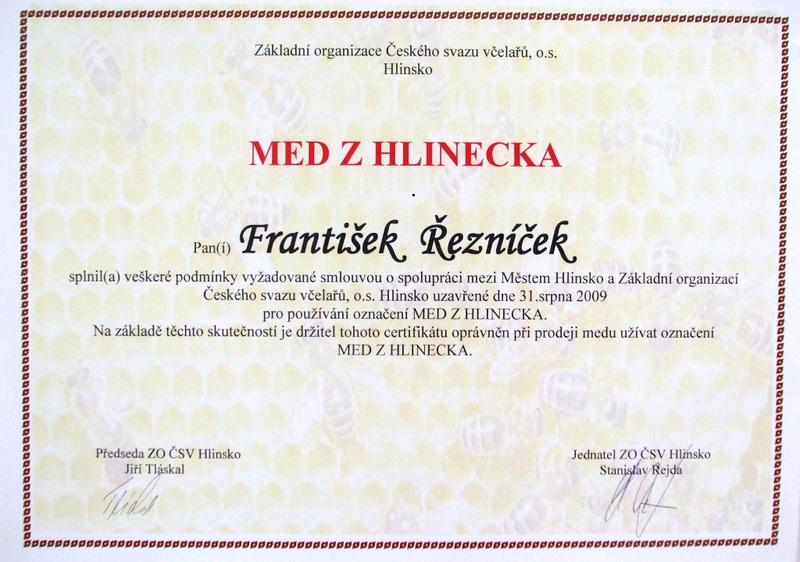 Základní organizace Českého svazu včelařů, o.s.
Hlinsko
MED Z HLINECKA
.
Pan(í) František Řezníček
splnil(a) veškeré podmínky vyžadované smlouvou o spolupráci mezi Městem Hlinsko a Základní organizací
Českého svazu včelařů, o.s. Hlinsko uzavřené dne 31.srpna 2009
pro používání označení MED Z HLINECKA.
Na základě těchto skutečností je držitel tohoto certifikátu oprávněn při prodeji medu užívat označení
MED Z HLINECKA.
Předseda ZO ČSV Hlinsko
Jiří Tláskal
Jednatel ZO ČSV Hlinsko
Stanislav Rejda